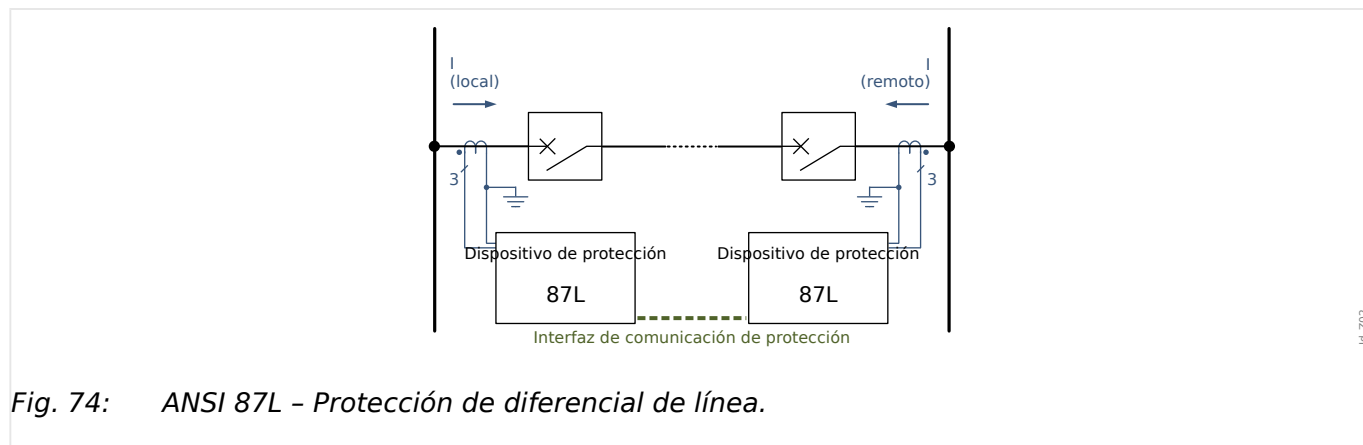 I
(local)
I
(remoto)
3
3
Dispositivo de protección
Dispositivo de protección
87L
87L
Interfaz de comunicación de protección
Fig. 74: ANSI 87L – Protección de diferencial de línea.